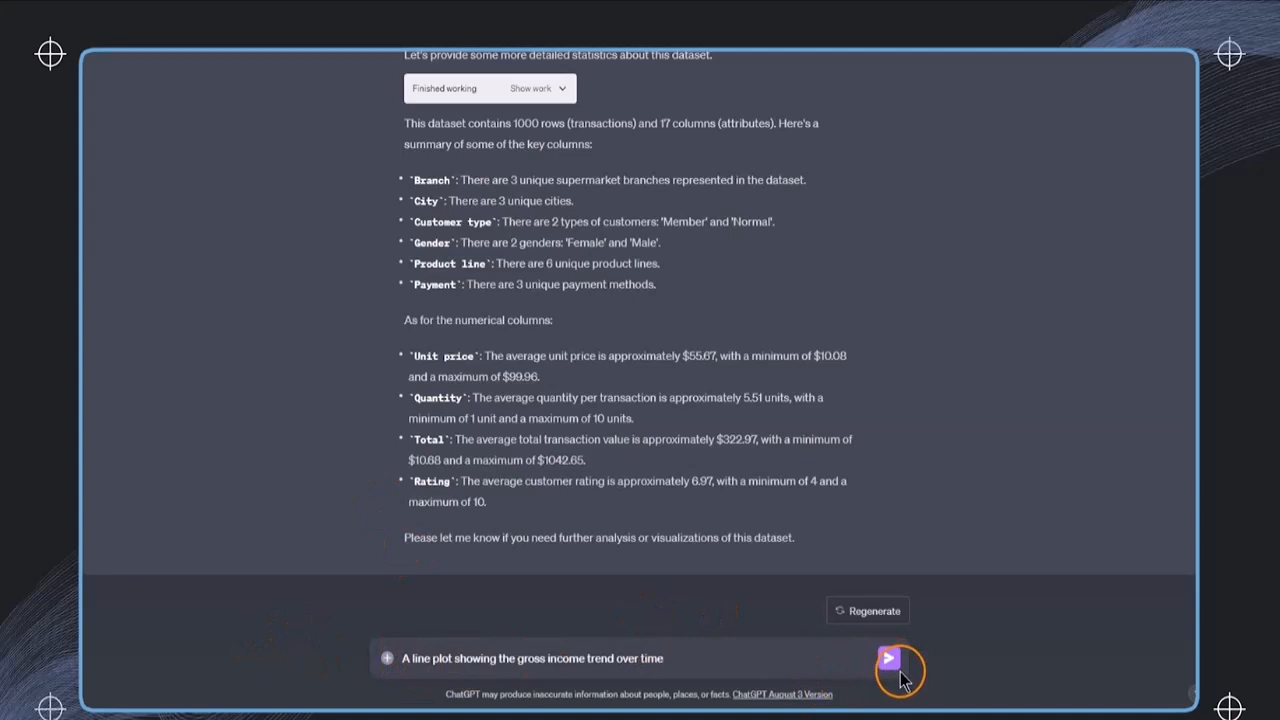 Let's provide some more detailed statistics about this dataset.
Finished working Show work
This dataset contains 1000 rows (transactions) and 17 columns (attributes). Here's a
summary of some of the key columns:
• `Branch`: There are 3 unique supermarket branches represented in the dataset.
• `City`: There are 3 unique cities.
• `Customer type`: There are 2 types of customers: 'Member' and 'Normal'.
• `Gender`: There are 2 genders: 'Female' and 'Male'.
• `Product line`: There are 6 unique product lines.
• `Payment`: There are 3 unique payment methods.
As for the numerical columns:
• `Unit price`: The average unit price is approximately $55.67, with a minimum of $10.08
and a maximum of $99.96.
• `Quantity`: The average quantity per transaction is approximately 5.51 units, with a
minimum of 1 unit and a maximum of 10 units.
• `Total`: The average total transaction value is approximately $322.97, with a minimum of
$10.68 and a maximum of $1042.65.
• `Rating`: The average customer rating is approximately 6.97, with a minimum of 4 and a
maximum of 10.
Please let me know if you need further analysis or visualizations of this dataset.
Regenerate
A line plot showing the gross income trend over time
ChatGPT may produce inaccurate information about people, places, or facts. ChatGPT August 3 Version